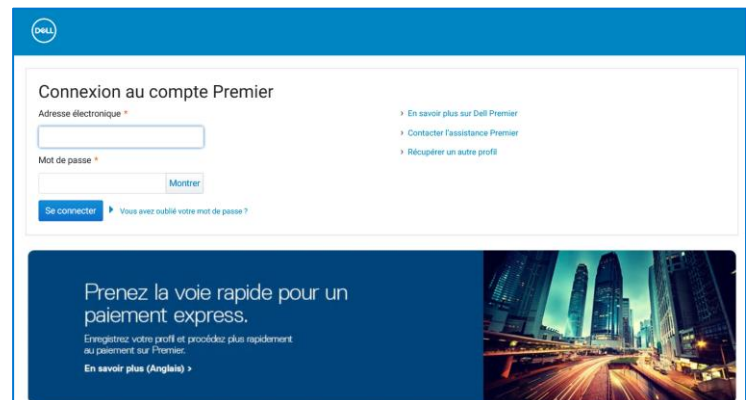 DELL
Connexion au compte Premier
Adresse électronique *
Mot de passe *
Montrer
Se connecter
Vous avez oublié votre mot de passe ?
En savoir plus sur Dell Premier
Contacter l'assistance Premier
Récupérer un autre profil
Prenez la voie rapide pour un
paiement express.
Enregistrez votre profil et procédez plus rapidement
au paiement sur Premier.
En savoir plus (Anglais) >